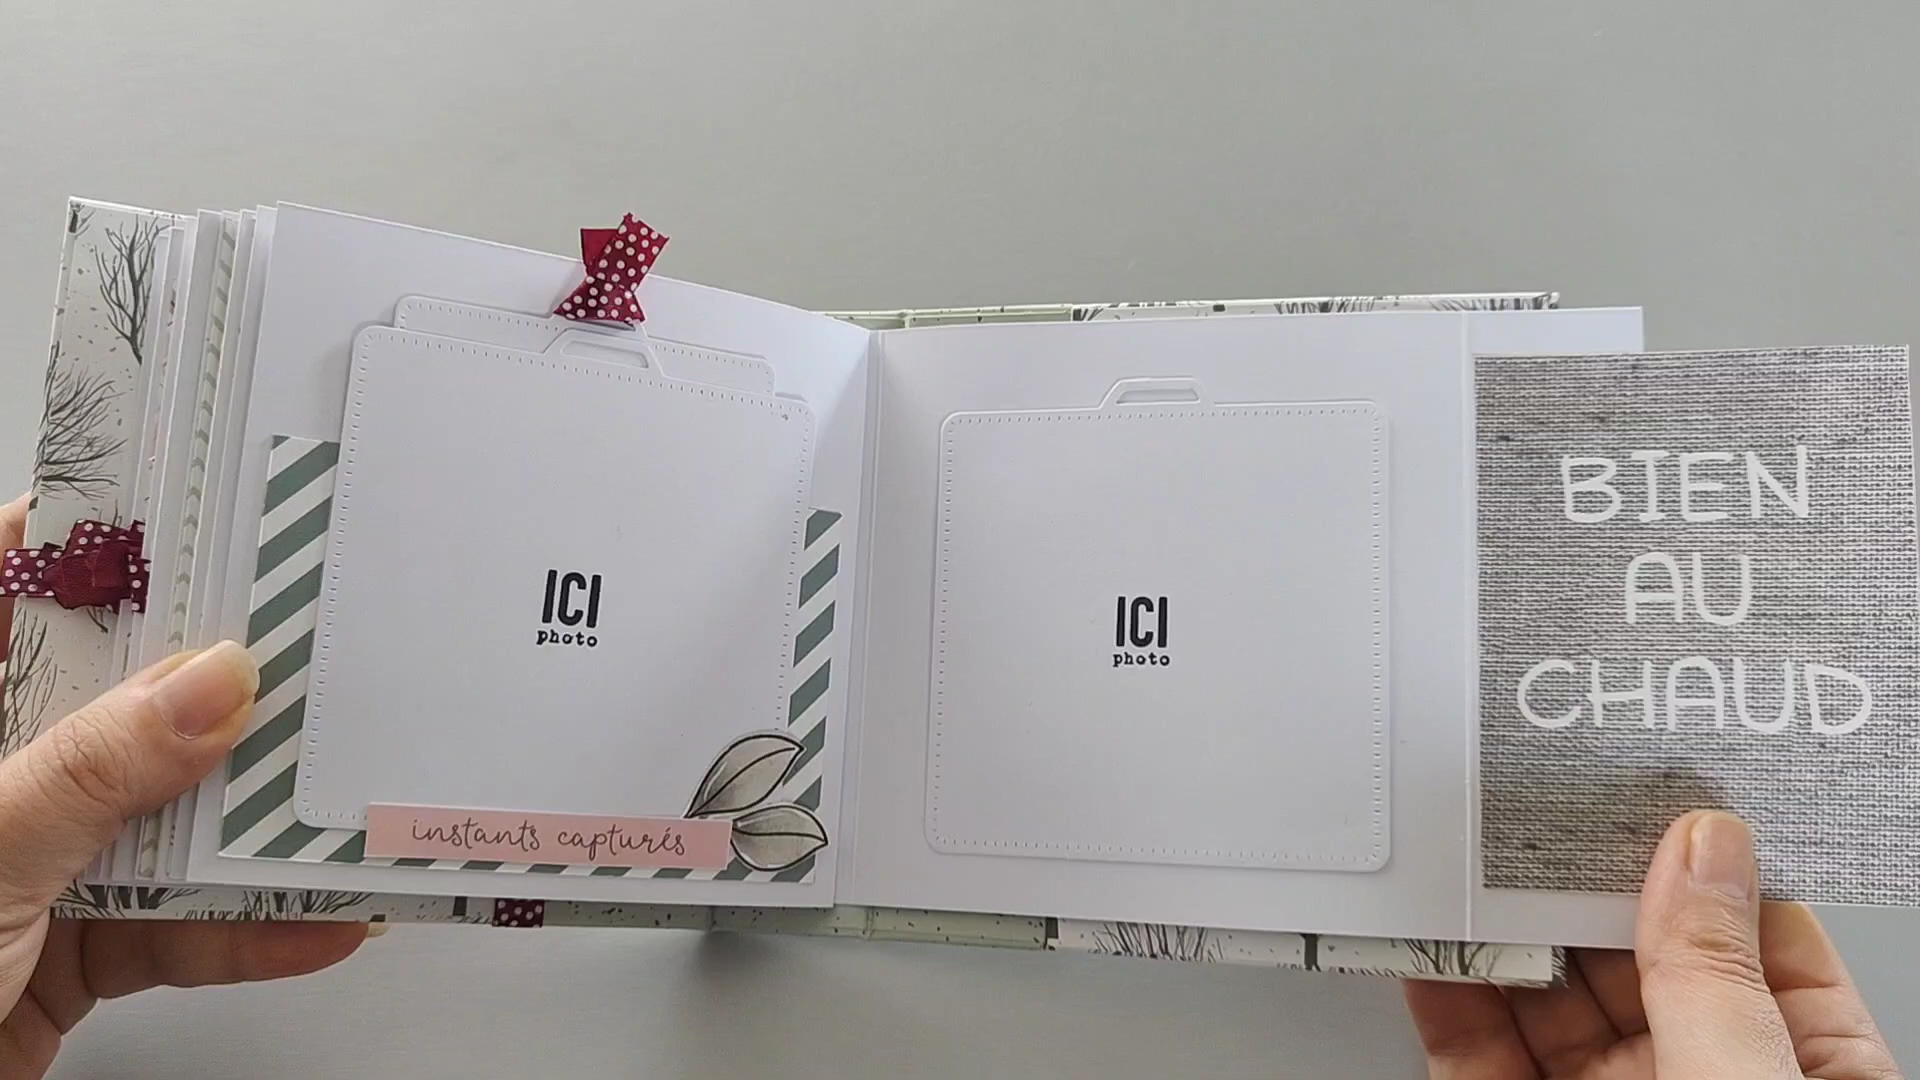 ICI
photo
instants capturés
ICI
photo
BIEN
AU
CHAUD